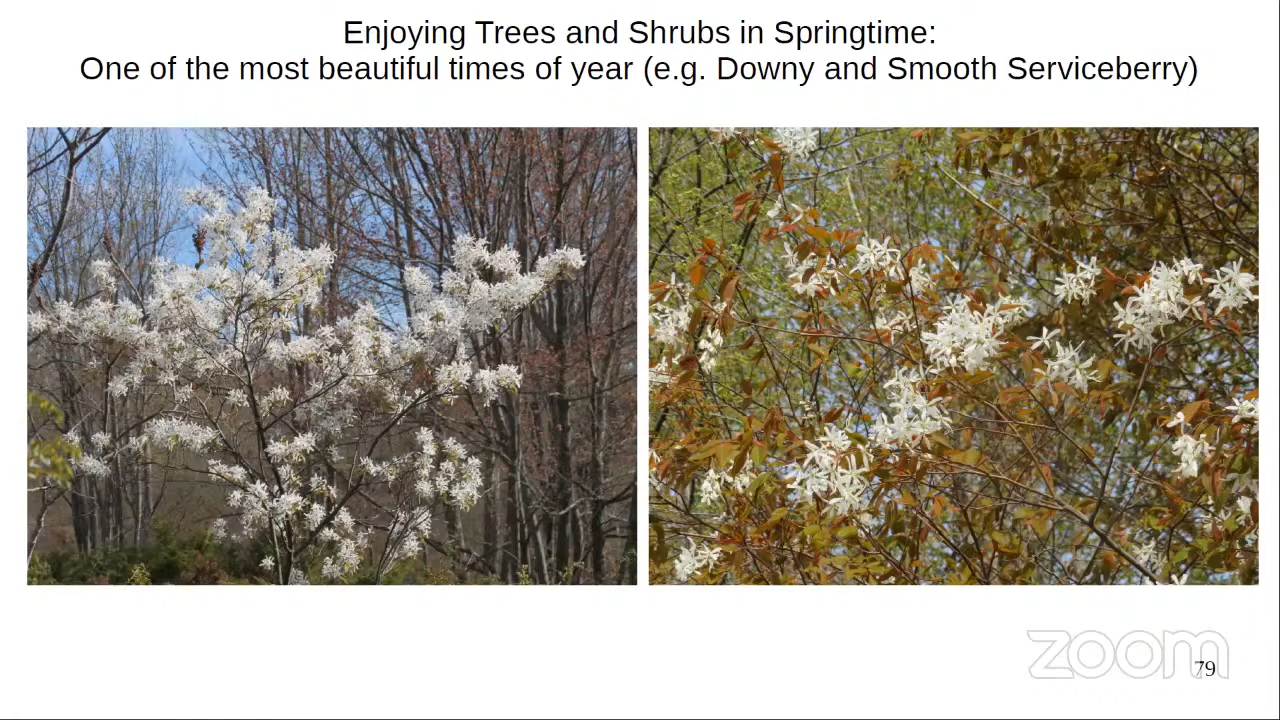 Enjoying Trees and Shrubs in Springtime:
One of the most beautiful times of year (e.g. Downy and Smooth Serviceberry)
zoom
79